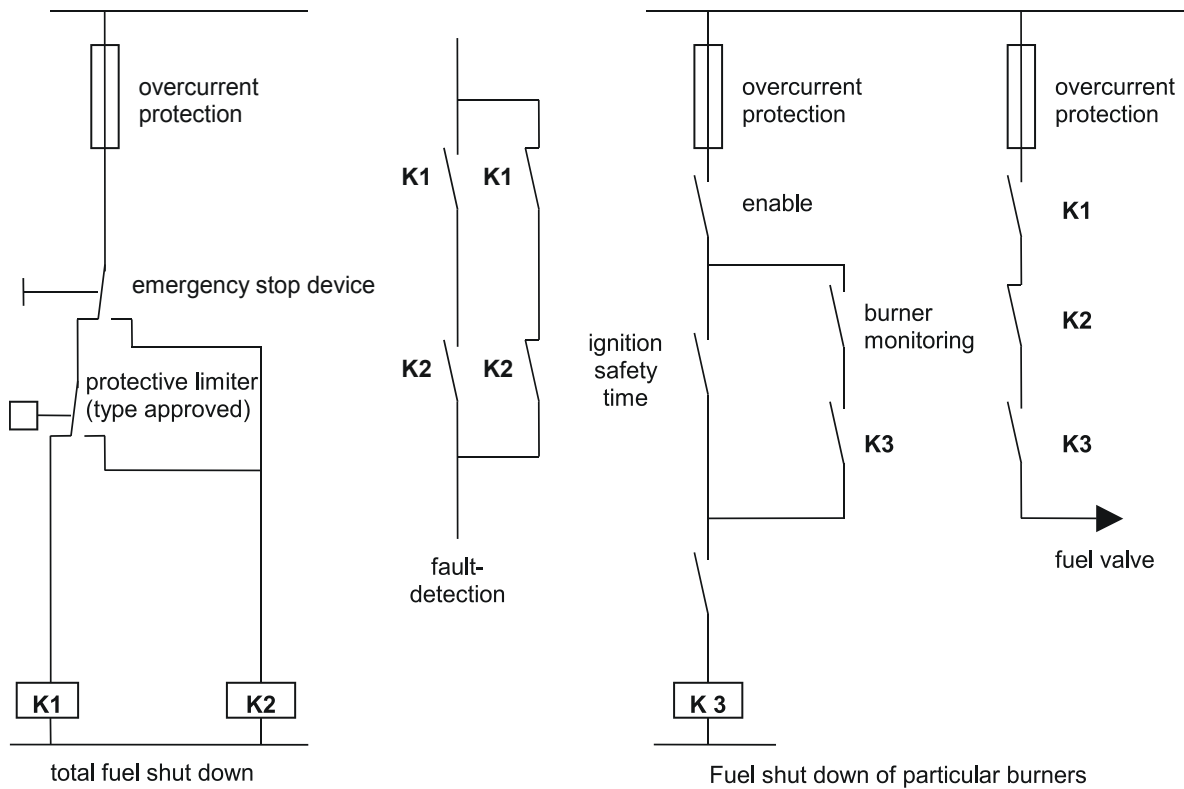 overcurrent
protection
emergency stop device
protective limiter
(type approved)
K1
K2
total fuel shut down
K1
K1
K2
K2
fault-
detection
overcurrent
protection
enable
ignition
safety
time
burner
monitoring
K3
K 3
overcurrent
protection
K1
K2
K3
fuel valve
Fuel shut down of particular burners